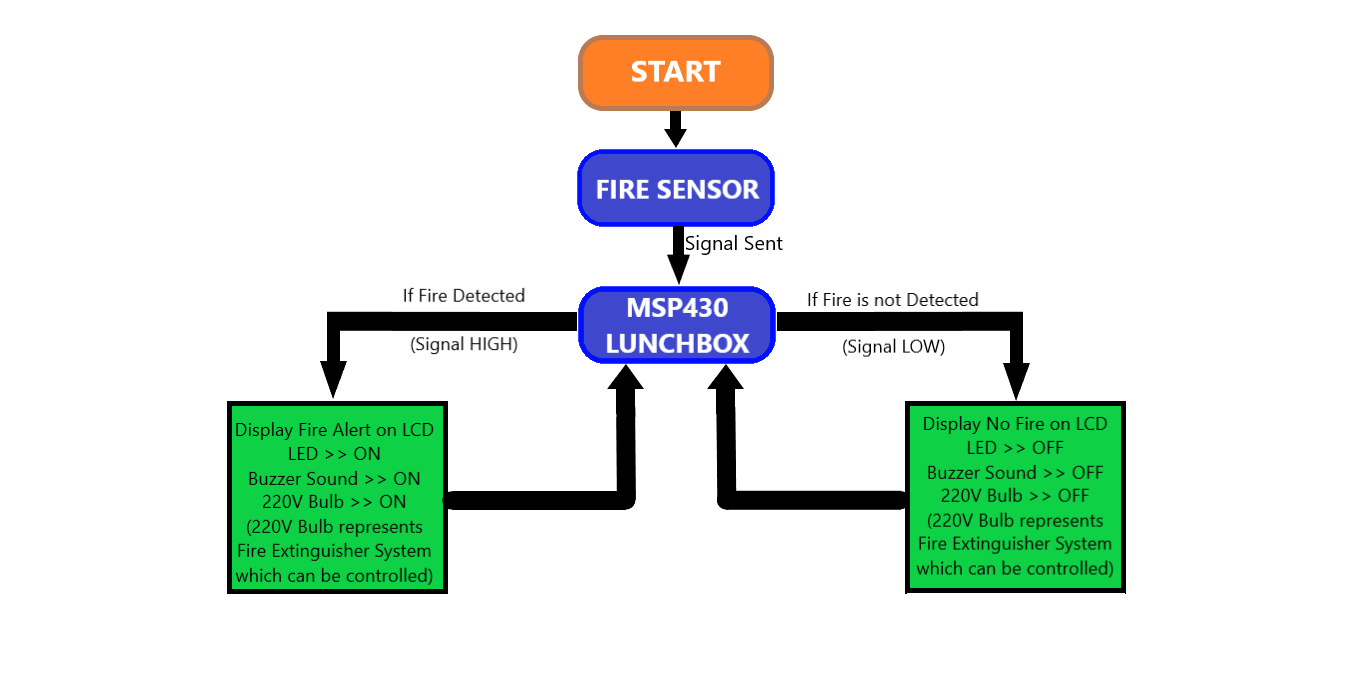 START
FIRE SENSOR
Signal Sent
If Fire Detected
(Signal HIGH)
MSP430
LUNCHBOX
If Fire is not Detected
(Signal LOW)
Display Fire Alert on LCD
LED >> ON
Buzzer Sound >> ON
220V Bulb >> ON
(220V Bulb represents
Fire Extinguisher System
which can be controlled)
Display No Fire on LCD
LED >> OFF
Buzzer Sound >> OFF
220V Bulb >> OFF
(220V Bulb represents
Fire Extinguisher System
which can be controlled)